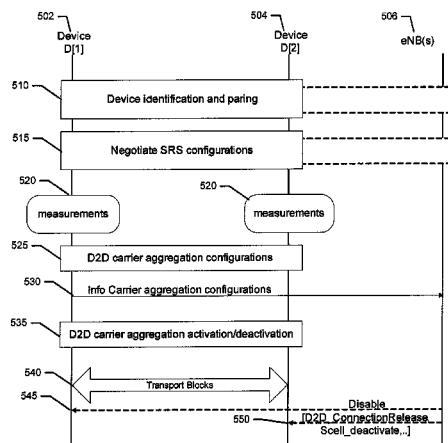 502
504
506
Device
D[1]
Device
D[2]
eNB(s)
510
Device identification and paring
515
Negotiate SRS configurations
520
520
measurements
measurements
525
D2D carrier aggregation configurations
530
Info Carrier aggregation configurations
535
D2D carrier aggregation activation/deactivation
540
Transport Blocks
545
Disable
[D2D_ConnectionRelease
550
Scell_deactivate,..]